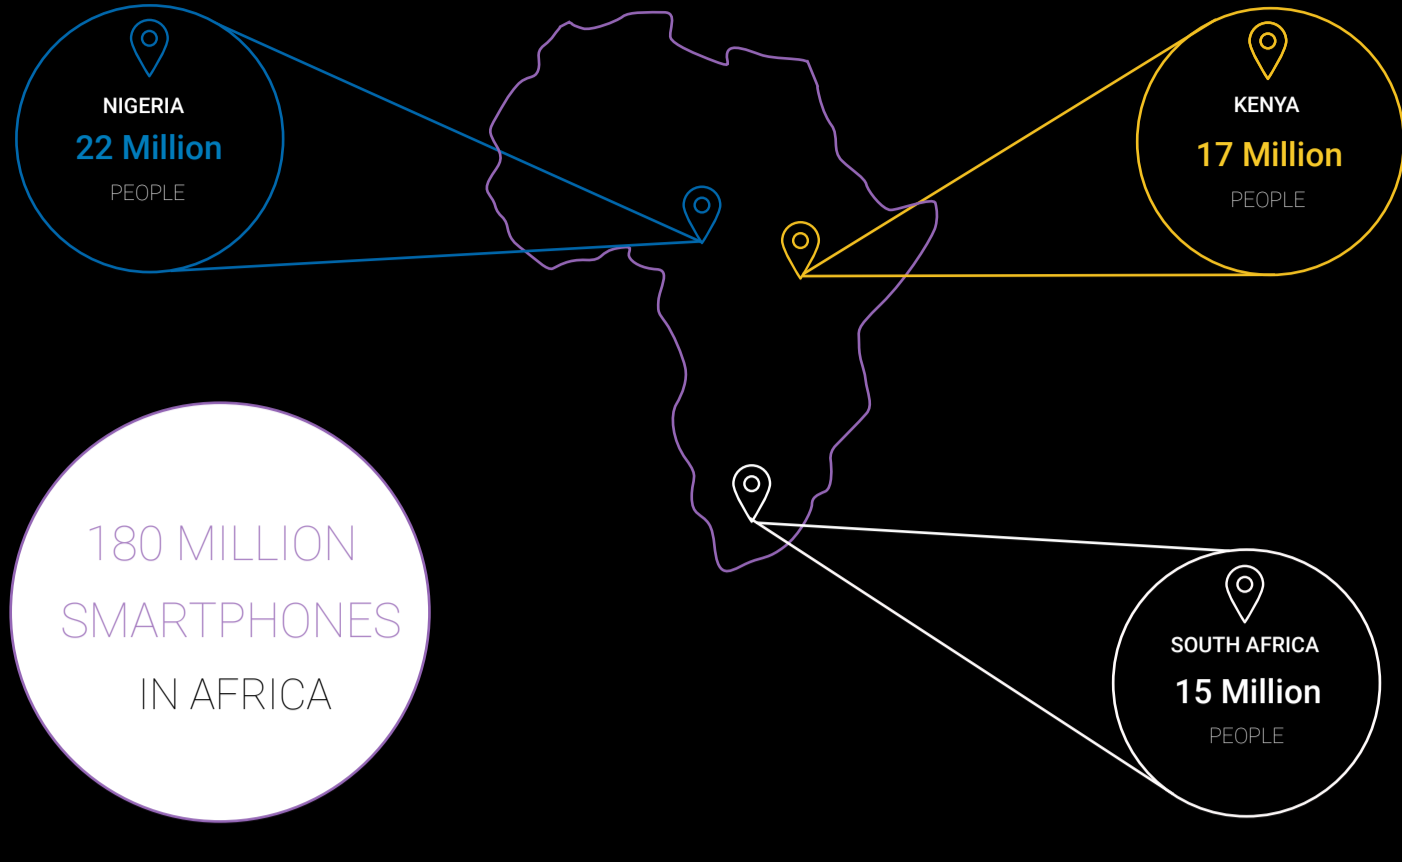 NIGERIA
22 Million
PEOPLE
KENYA
17 Million
PEOPLE
180 MILLION
SMARTPHONES
IN AFRICA
SOUTH AFRICA
15 Million
PEOPLE